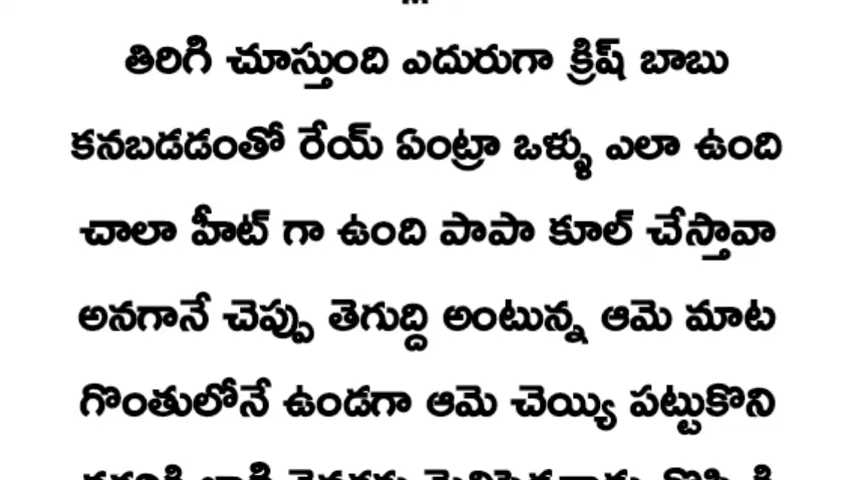 తిరిగి చూస్తుంది ఎదురుగా క్రిష్ బాబు
కనబడడంతో రేయ్ ఏంట్రా ఒళ్ళు ఎలా ఉంది
చాలా హీట్ గా ఉంది పాపా కూల్ చేస్తావా
అనగానే చెప్పు తెగుద్ది అంటున్న ఆమె మాట
గొంతులోనే ఉండగా ఆమె చెయ్యి పట్టుకొని